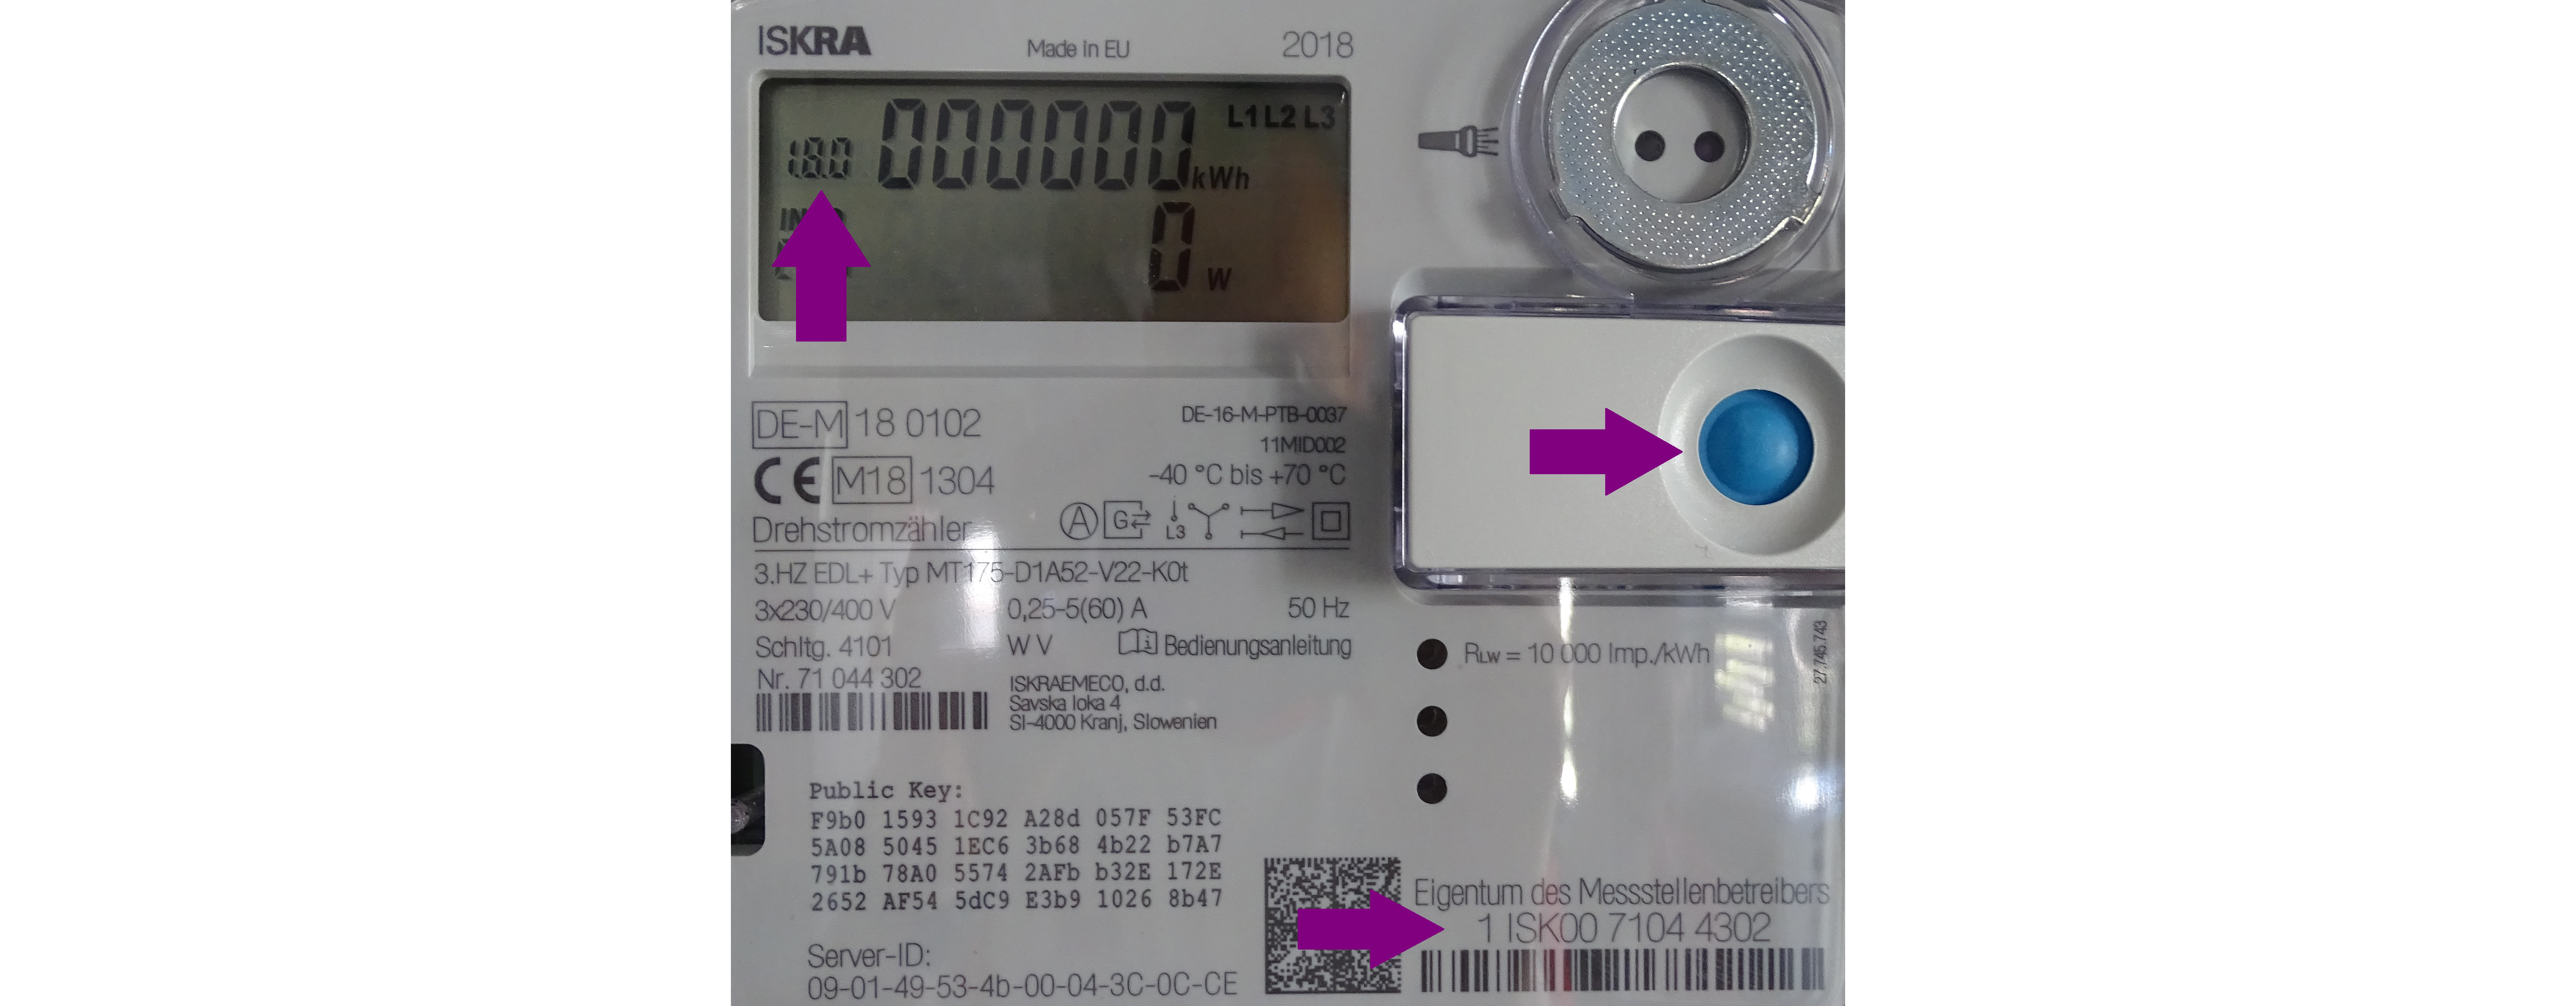 ISKRA Made in EU 2018
1.8.0 000000 kWh L1 L2 L3
0 W
DE-M 18 0102 DE-16-M-PTB-0037
11MID002
CE M18 1304 -40 °C bis +70 °C
Drehstromzähler A G L3
3.HZ EDL+ Typ MT175-D1A52-V22-K0t
3x230/400 V 0,25-5(60) A 50 Hz
Schltg. 4101 W V Bedienungsanleitung
Nr. 71 044 302
ISKRAEMECO, d.d.
Savska loka 4
SI-4000 Kranj, Slowenien
RLW = 10 000 Imp./kWh
27.745.743
Public Key:
F9b0 1593 1C92 A28d 057F 53FC
5A08 5045 1EC6 3b68 4b22 b7A7
791b 78A0 5574 2AFb b32E 172E
2652 AF54 5dC9 E3b9 1026 8b47
Server-ID:
09-01-49-53-4b-00-04-3C-0C-CE
Eigentum des Messstellenbetreibers
1 ISK00 7104 4302